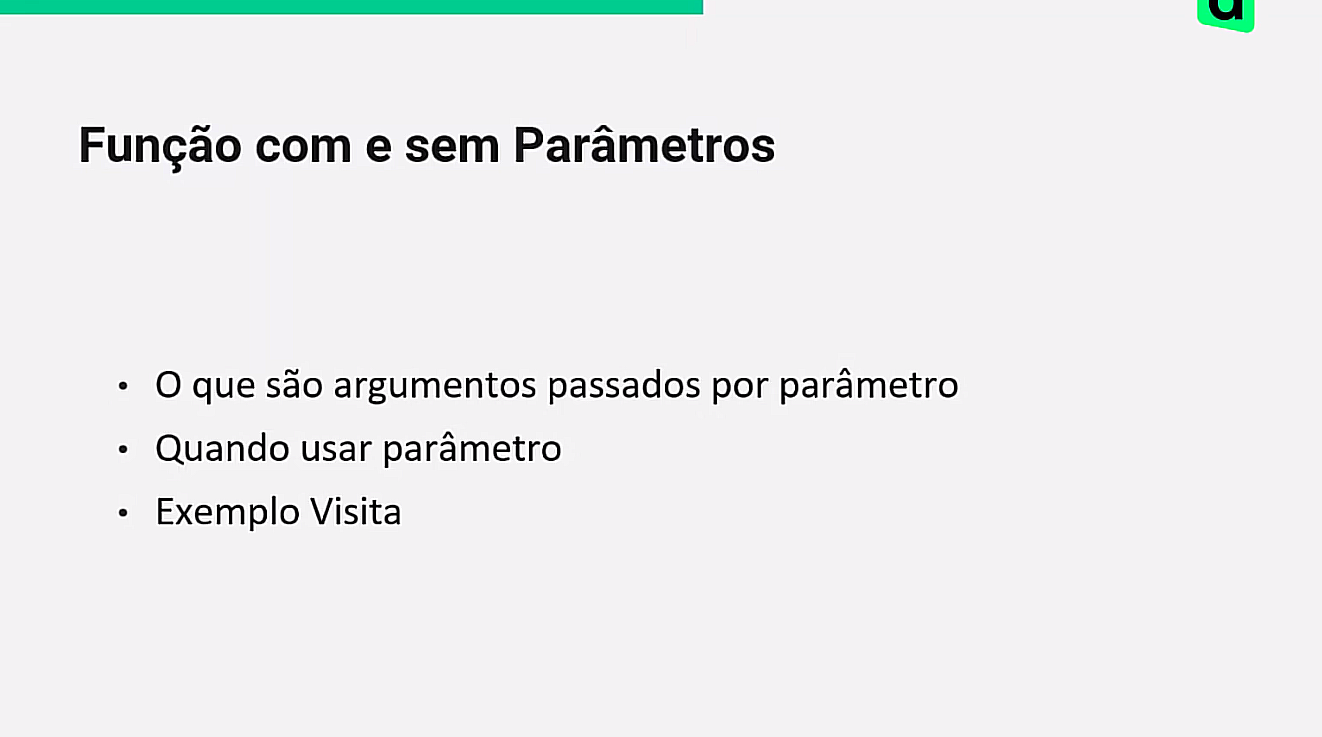 Função com e sem Parâmetros
• O que são argumentos passados por parâmetro
• Quando usar parâmetro
• Exemplo Visita